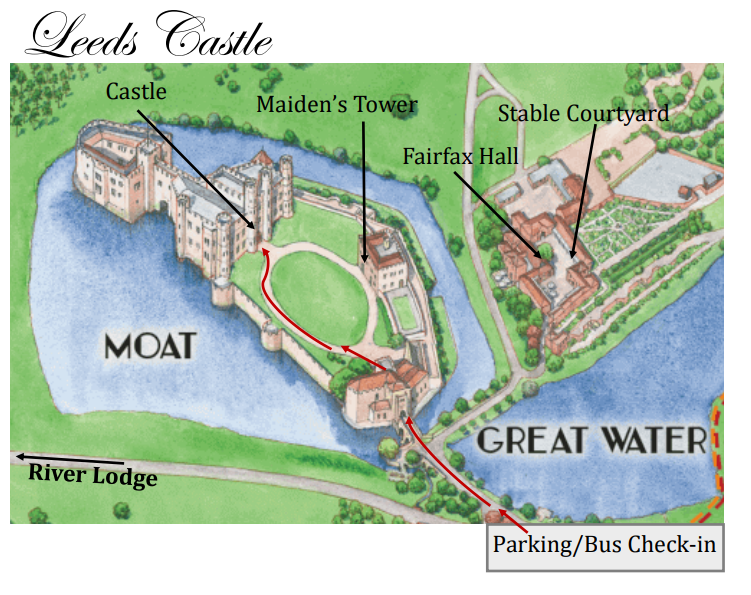 Leeds Castle
Castle
Maiden's Tower
Stable Courtyard
Fairfax Hall
MOAT
GREAT WATER
River Lodge
Parking/Bus Check-in